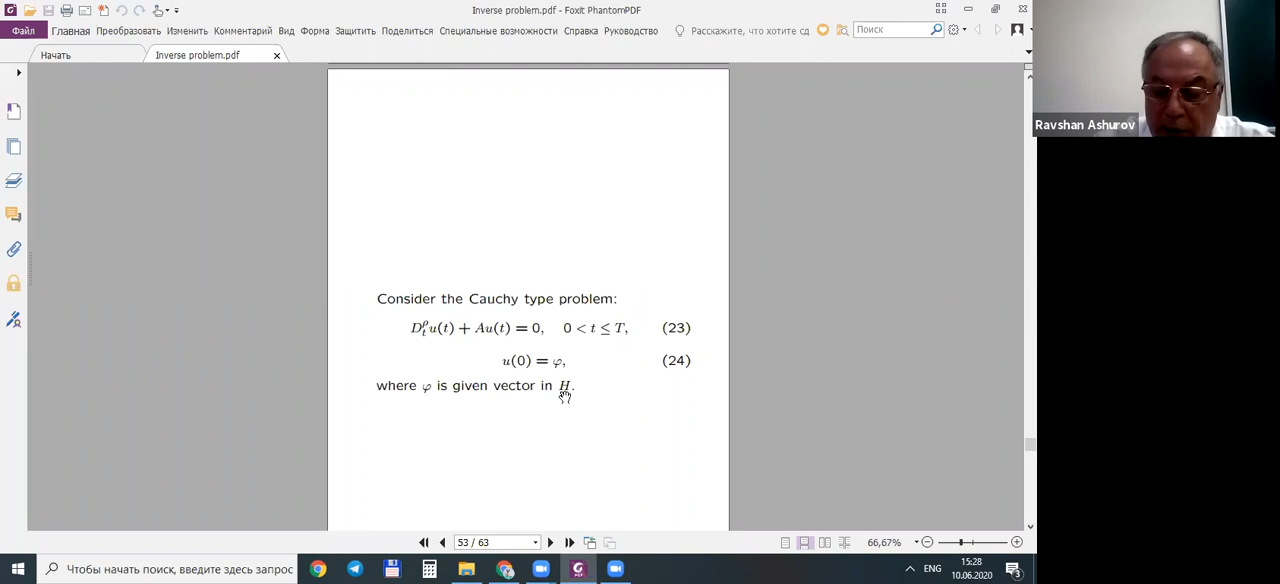 Inverse problem.pdf - Foxit PhantomPDF
Файл Главная Преобразовать Изменить Комментарий Вид Форма Защитить Поделиться Специальные возможности Справка Руководство Расскажите, что хотите сд Поиск
Начать Inverse problem.pdf
Ravshan Ashurov
Consider the Cauchy type problem:
D_t^ρ u(t) + Au(t) = 0, 0 < t ≤ T, (23)
u(0) = φ, (24)
where φ is given vector in H.
53 / 63 66,67%
Чтобы начать поиск, введите здесь запрос ENG 15:28
10.06.2020 3